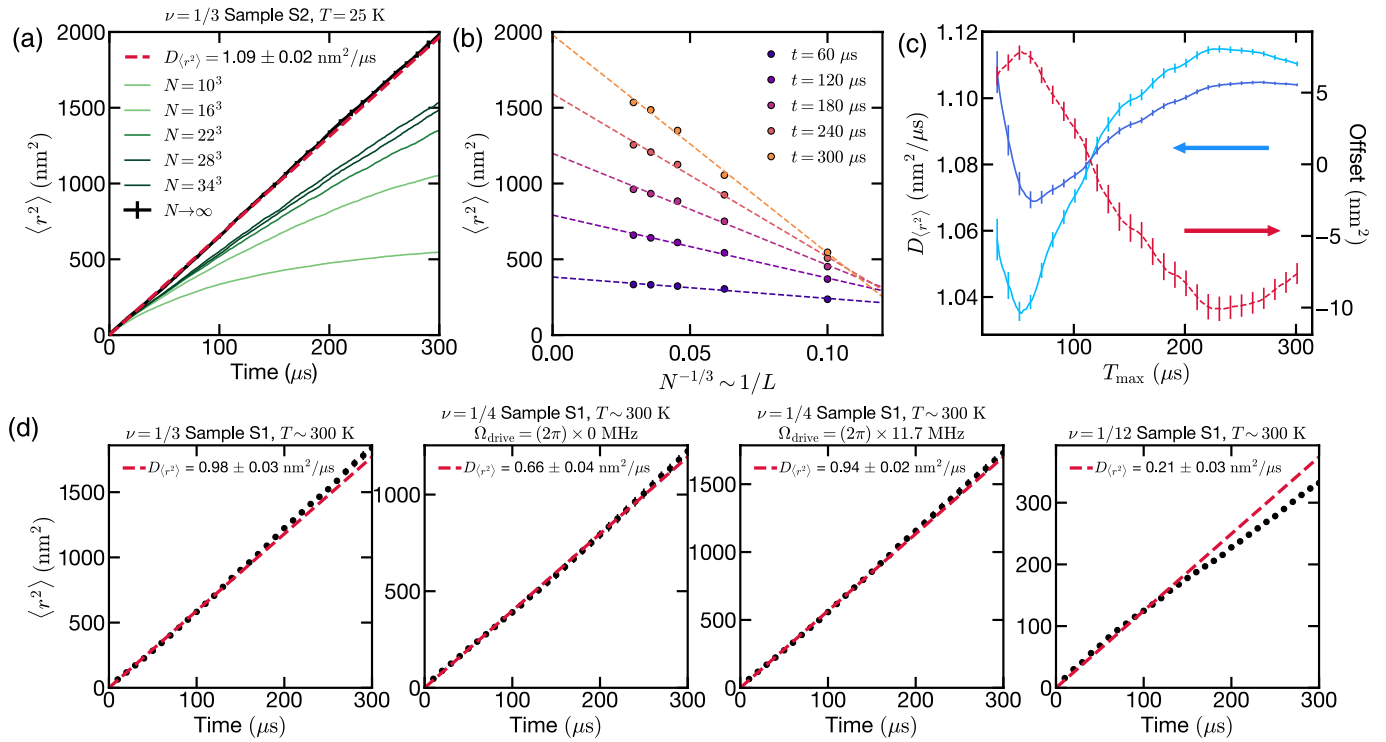 ν = 1/3 Sample S2, T = 25 K
(a)
2000
1500
1000
500
0
⟨r²⟩ (nm²)
D⟨r²⟩ = 1.09 ± 0.02 nm²/μs
N = 10³
N = 16³
N = 22³
N = 28³
N = 34³
N→∞
0 100 200 300
Time (μs)
(b)
2000
1500
1000
500
0
⟨r²⟩ (nm²)
t = 60 μs
t = 120 μs
t = 180 μs
t = 240 μs
t = 300 μs
0.00 0.05 0.10
N⁻¹ᐟ³ ∼ 1/L
(c)
1.12
1.10
1.08
1.06
1.04
D⟨r²⟩ (nm²/μs)
5
0
−5
−10
Offset (nm²)
100 200 300
Tmax (μs)
(d)
ν = 1/3 Sample S1, T ∼ 300 K
D⟨r²⟩ = 0.98 ± 0.03 nm²/μs
1500
1000
500
0
⟨r²⟩ (nm²)
0 100 200 300
Time (μs)
ν = 1/4 Sample S1, T ∼ 300 K
Ωdrive = (2π) × 0 MHz
D⟨r²⟩ = 0.66 ± 0.04 nm²/μs
1000
500
0
0 100 200 300
Time (μs)
ν = 1/4 Sample S1, T ∼ 300 K
Ωdrive = (2π) × 11.7 MHz
D⟨r²⟩ = 0.94 ± 0.02 nm²/μs
1500
1000
500
0
0 100 200 300
Time (μs)
ν = 1/12 Sample S1, T ∼ 300 K
D⟨r²⟩ = 0.21 ± 0.03 nm²/μs
300
200
100
0
0 100 200 300
Time (μs)